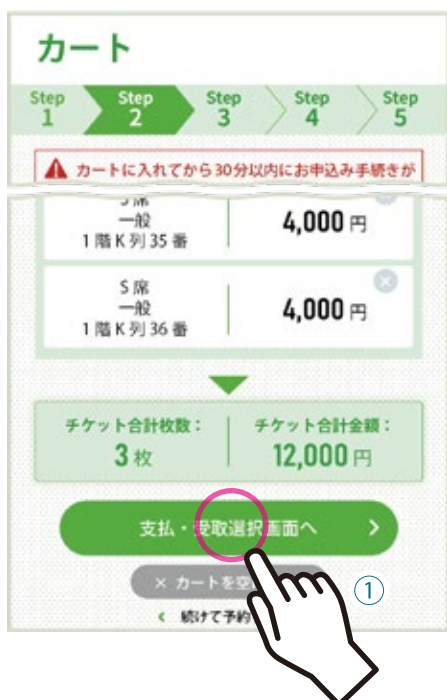 カート
Step
1
Step
2
Step
3
Step
4
Step
5
カートに入れてから30分以内にお申込み手続きが
S席
一般
1階K列35番
4,000円
S席
一般
1階K列36番
4,000円
チケット合計枚数：
3枚
チケット合計金額：
12,000円
支払・受取選択画面へ
× カートを空
続けて予約
①